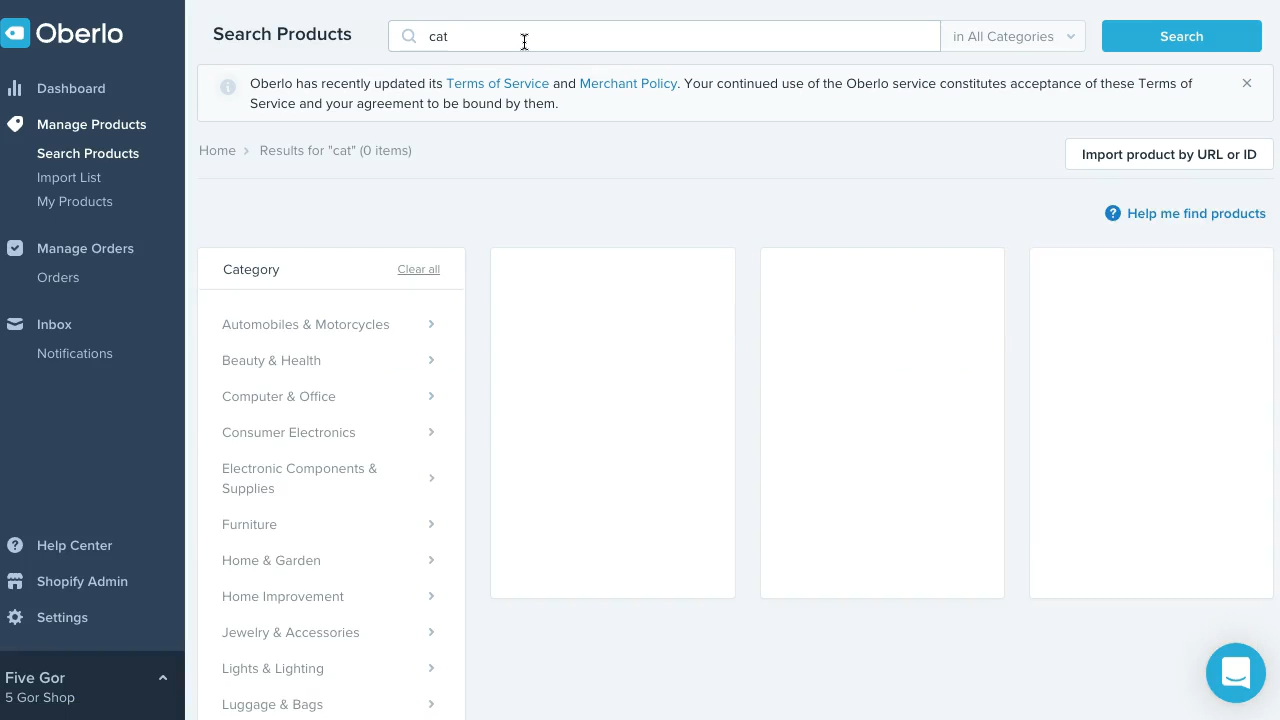 Oberlo
Dashboard
Manage Products
Search Products
Import List
My Products
Manage Orders
Orders
Inbox
Notifications
Help Center
Shopify Admin
Settings
Five Gor
5 Gor Shop
Search Products
cat
in All Categories
Search
Oberlo has recently updated its Terms of Service and Merchant Policy. Your continued use of the Oberlo service constitutes acceptance of these Terms of
Service and your agreement to be bound by them.
Home
Results for "cat" (0 items)
Import product by URL or ID
Help me find products
Category
Clear all
Automobiles & Motorcycles
Beauty & Health
Computer & Office
Consumer Electronics
Electronic Components &
Supplies
Furniture
Home & Garden
Home Improvement
Jewelry & Accessories
Lights & Lighting
Luggage & Bags